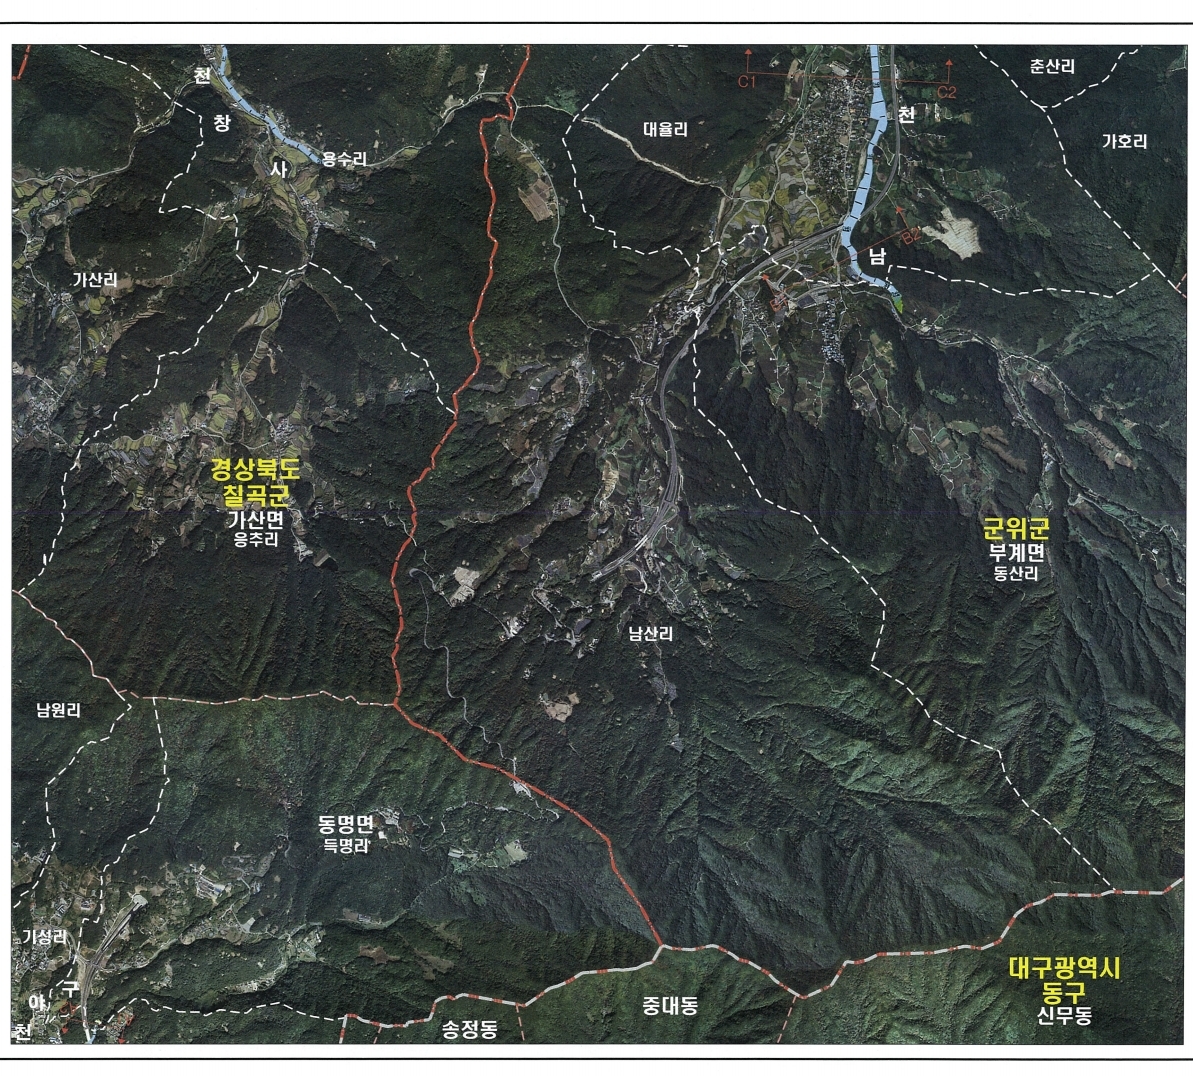 천
창
사
용수리
대율리
C1
C2
천
춘산리
가호리
B2
남
가산리
경상북도
칠곡군
가산면
용추리
군위군
부계면
동산리
남산리
남원리
동명면
득명리
기성리
구
야
천
대구광역시
동구
신무동
중대동
송정동